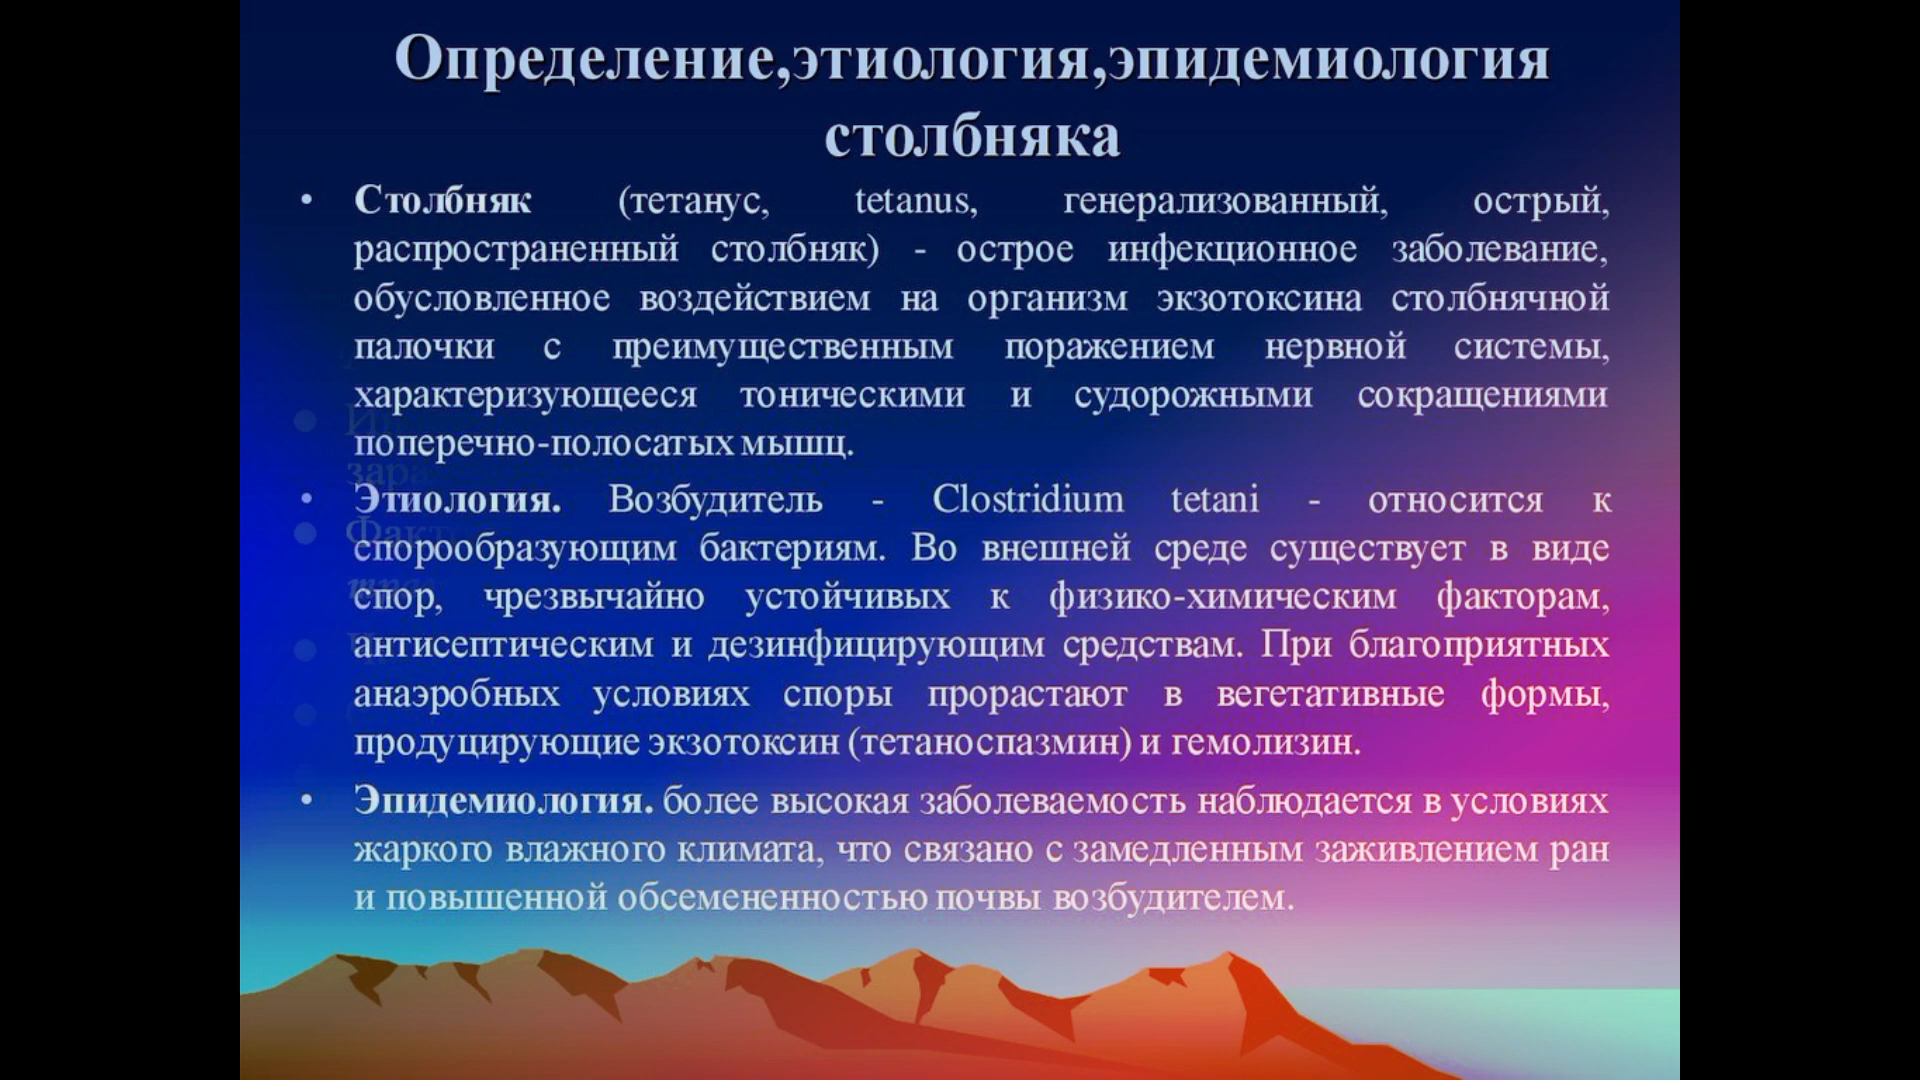 Определение,этиология,эпидемиология
столбняка
• Столбняк (тетанус, tetanus, генерализованный, острый,
распространенный столбняк) - острое инфекционное заболевание,
обусловленное воздействием на организм экзотоксина столбнячной
палочки с преимущественным поражением нервной системы,
характеризующееся тоническими и судорожными сокращениями
поперечно-полосатых мышц.
• Этиология. Возбудитель - Clostridium tetani - относится к
спорообразующим бактериям. Во внешней среде существует в виде
спор, чрезвычайно устойчивых к физико-химическим факторам,
антисептическим и дезинфицирующим средствам. При благоприятных
анаэробных условиях споры прорастают в вегетативные формы,
продуцирующие экзотоксин (тетаноспазмин) и гемолизин.
• Эпидемиология. более высокая заболеваемость наблюдается в условиях
жаркого влажного климата, что связано с замедленным заживлением ран
и повышенной обсемененностью почвы возбудителем.